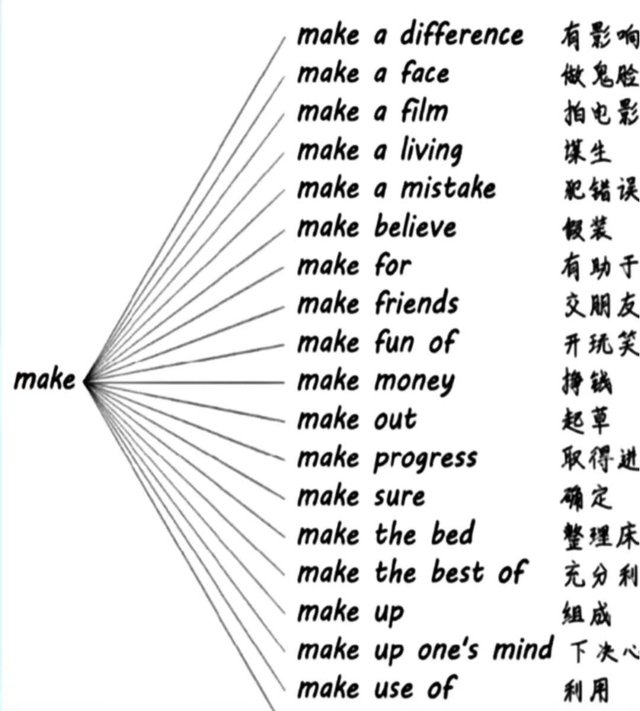 make a difference 有影响
make a face 做鬼脸
make a film 拍电影
make a living 谋生
make a mistake 犯错误
make believe 假装
make for 有助于
make friends 交朋友
make fun of 开玩笑
make
make money 挣钱
make out 起草
make progress 取得进
make sure 确定
make the bed 整理床
make the best of 充分利
make up 组成
make up one's mind 下决心
make use of 利用